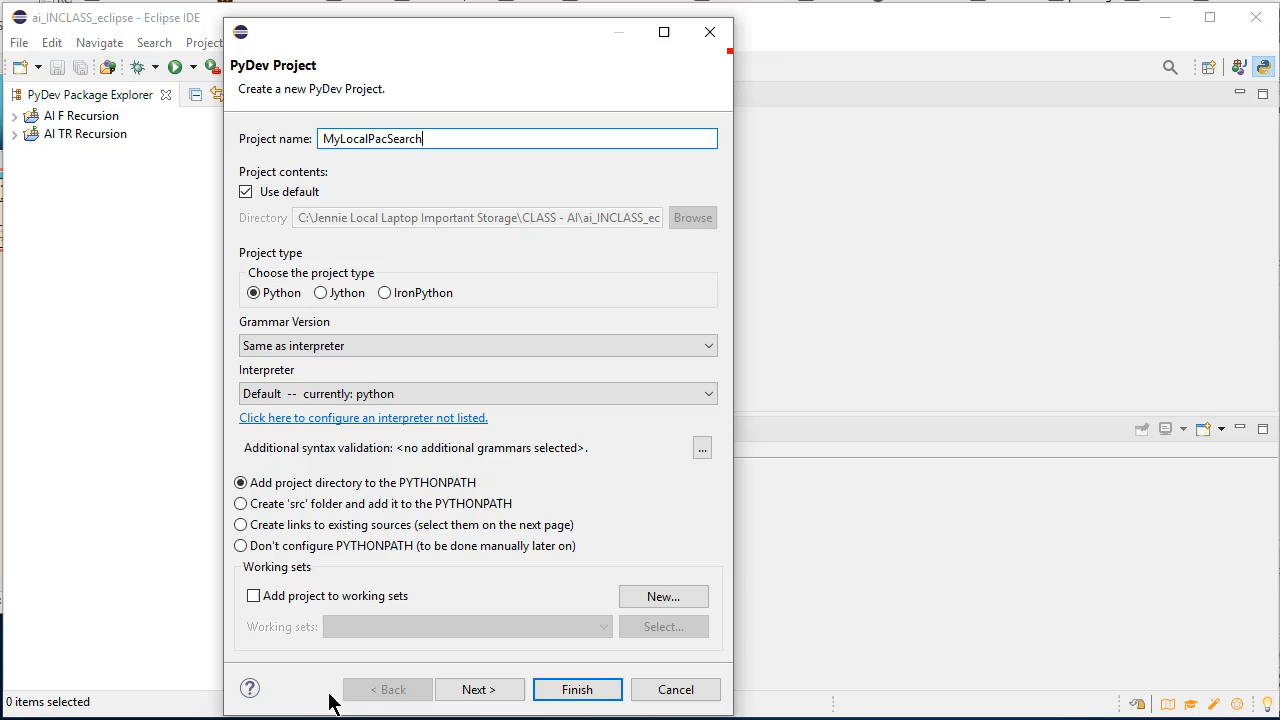 ai_INCLASS_eclipse - Eclipse IDE
File Edit Navigate Search Project
PyDev Package Explorer
AI F Recursion
AI TR Recursion
0 items selected
PyDev Project
Create a new PyDev Project.
Project name: MyLocalPacSearch
Project contents:
Use default
Directory C:\Jennie Local Laptop Important Storage\CLASS - AI\ai_INCLASS_ec Browse
Project type
Choose the project type
Python Jython IronPython
Grammar Version
Same as interpreter
Interpreter
Default -- currently: python
Click here to configure an interpreter not listed.
Additional syntax validation: <no additional grammars selected>. ...
Add project directory to the PYTHONPATH
Create 'src' folder and add it to the PYTHONPATH
Create links to existing sources (select them on the next page)
Don't configure PYTHONPATH (to be done manually later on)
Working sets
Add project to working sets New...
Working sets: Select...
? < Back Next > Finish Cancel